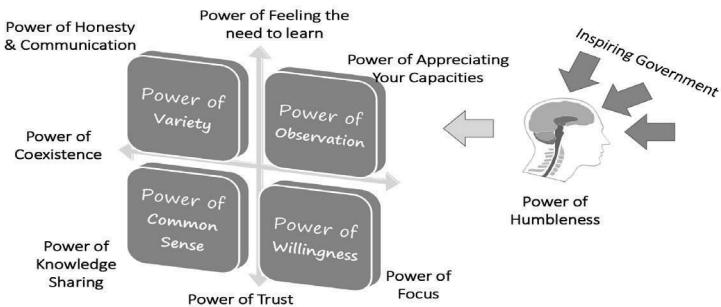 Power of Honesty
& Communication
Power of Feeling the
need to learn
Power of Appreciating
Your Capacities
Inspiring Government
Power of
Variety
Power of
Observation
Power of
Coexistence
Power of
Common
Sense
Power of
Willingness
Power of
Humbleness
Power of
Knowledge
Sharing
Power of Trust
Power of
Focus